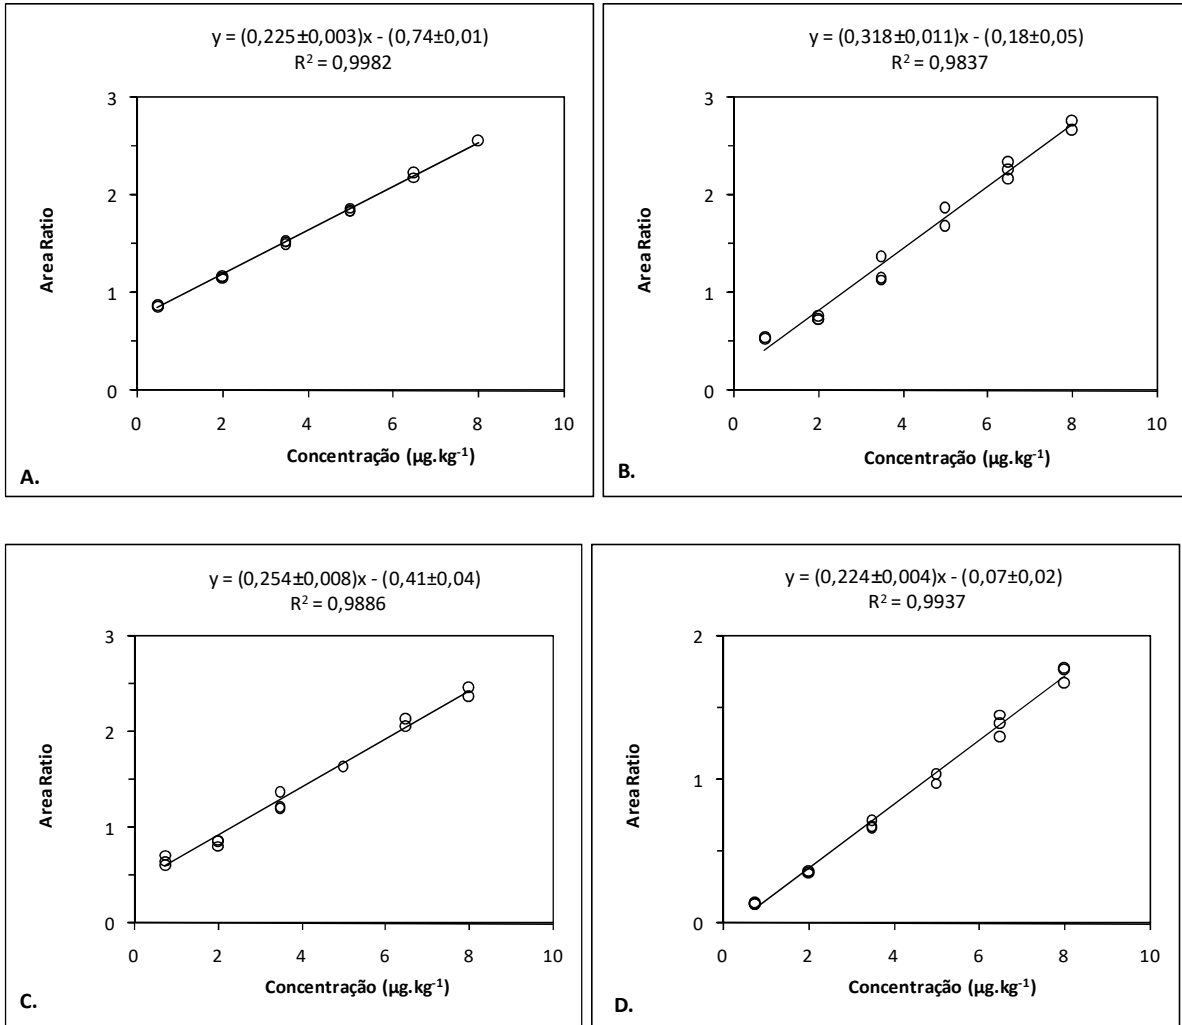 y = (0,225±0,003)x - (0,74±0,01)
R² = 0,9982
3
2
1
0
Area Ratio
0 2 4 6 8 10
Concentração (µg.kg⁻¹)
A.
y = (0,318±0,011)x - (0,18±0,05)
R² = 0,9837
3
2
1
0
Area Ratio
0 2 4 6 8 10
Concentração (µg.kg⁻¹)
B.
y = (0,254±0,008)x - (0,41±0,04)
R² = 0,9886
3
2
1
0
Area Ratio
0 2 4 6 8 10
Concentração (µg.kg⁻¹)
C.
y = (0,224±0,004)x - (0,07±0,02)
R² = 0,9937
2
1
0
Area Ratio
0 2 4 6 8 10
Concentração (µg.kg⁻¹)
D.